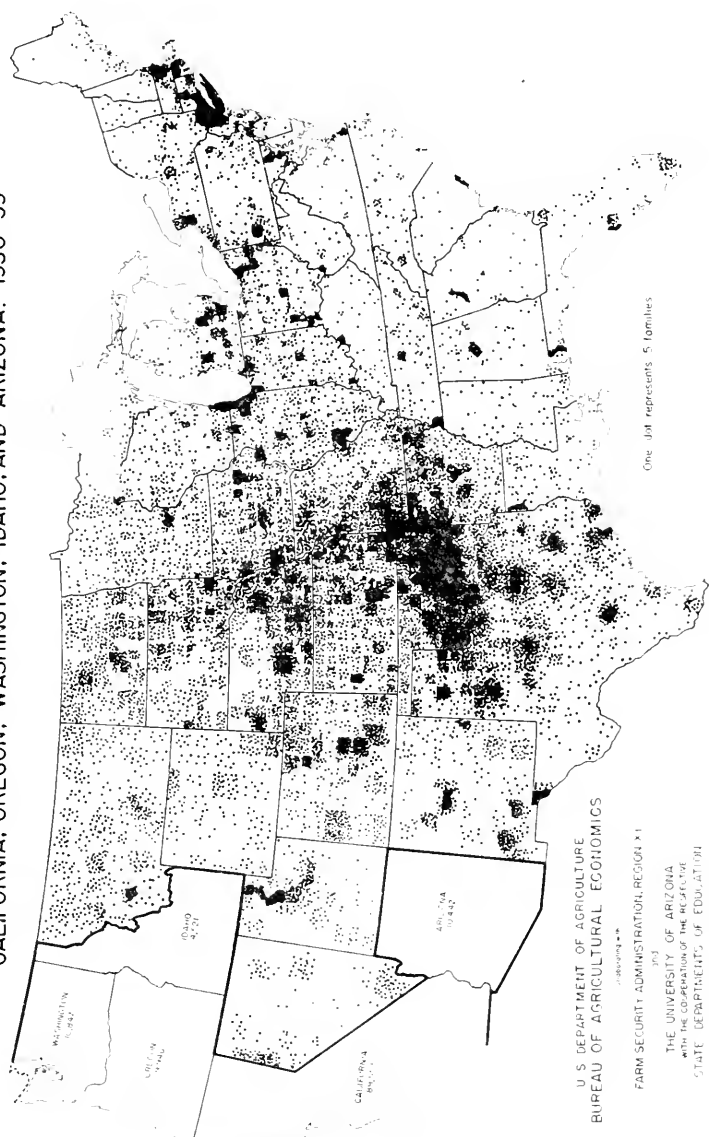 CALIFORNIA, OREGON, WASHINGTON, IDAHO, AND ARIZONA: 1930-39
WASHINGTON
OREGON
IDAHO
CALIFORNIA
ARIZONA
One dot represents 5 families
U S DEPARTMENT OF AGRICULTURE
BUREAU OF AGRICULTURAL ECONOMICS
FARM SECURITY ADMINISTRATION, REGION XI
and
THE UNIVERSITY OF ARIZONA
WITH THE COOPERATION OF THE RESPECTIVE
STATE DEPARTMENTS OF EDUCATION